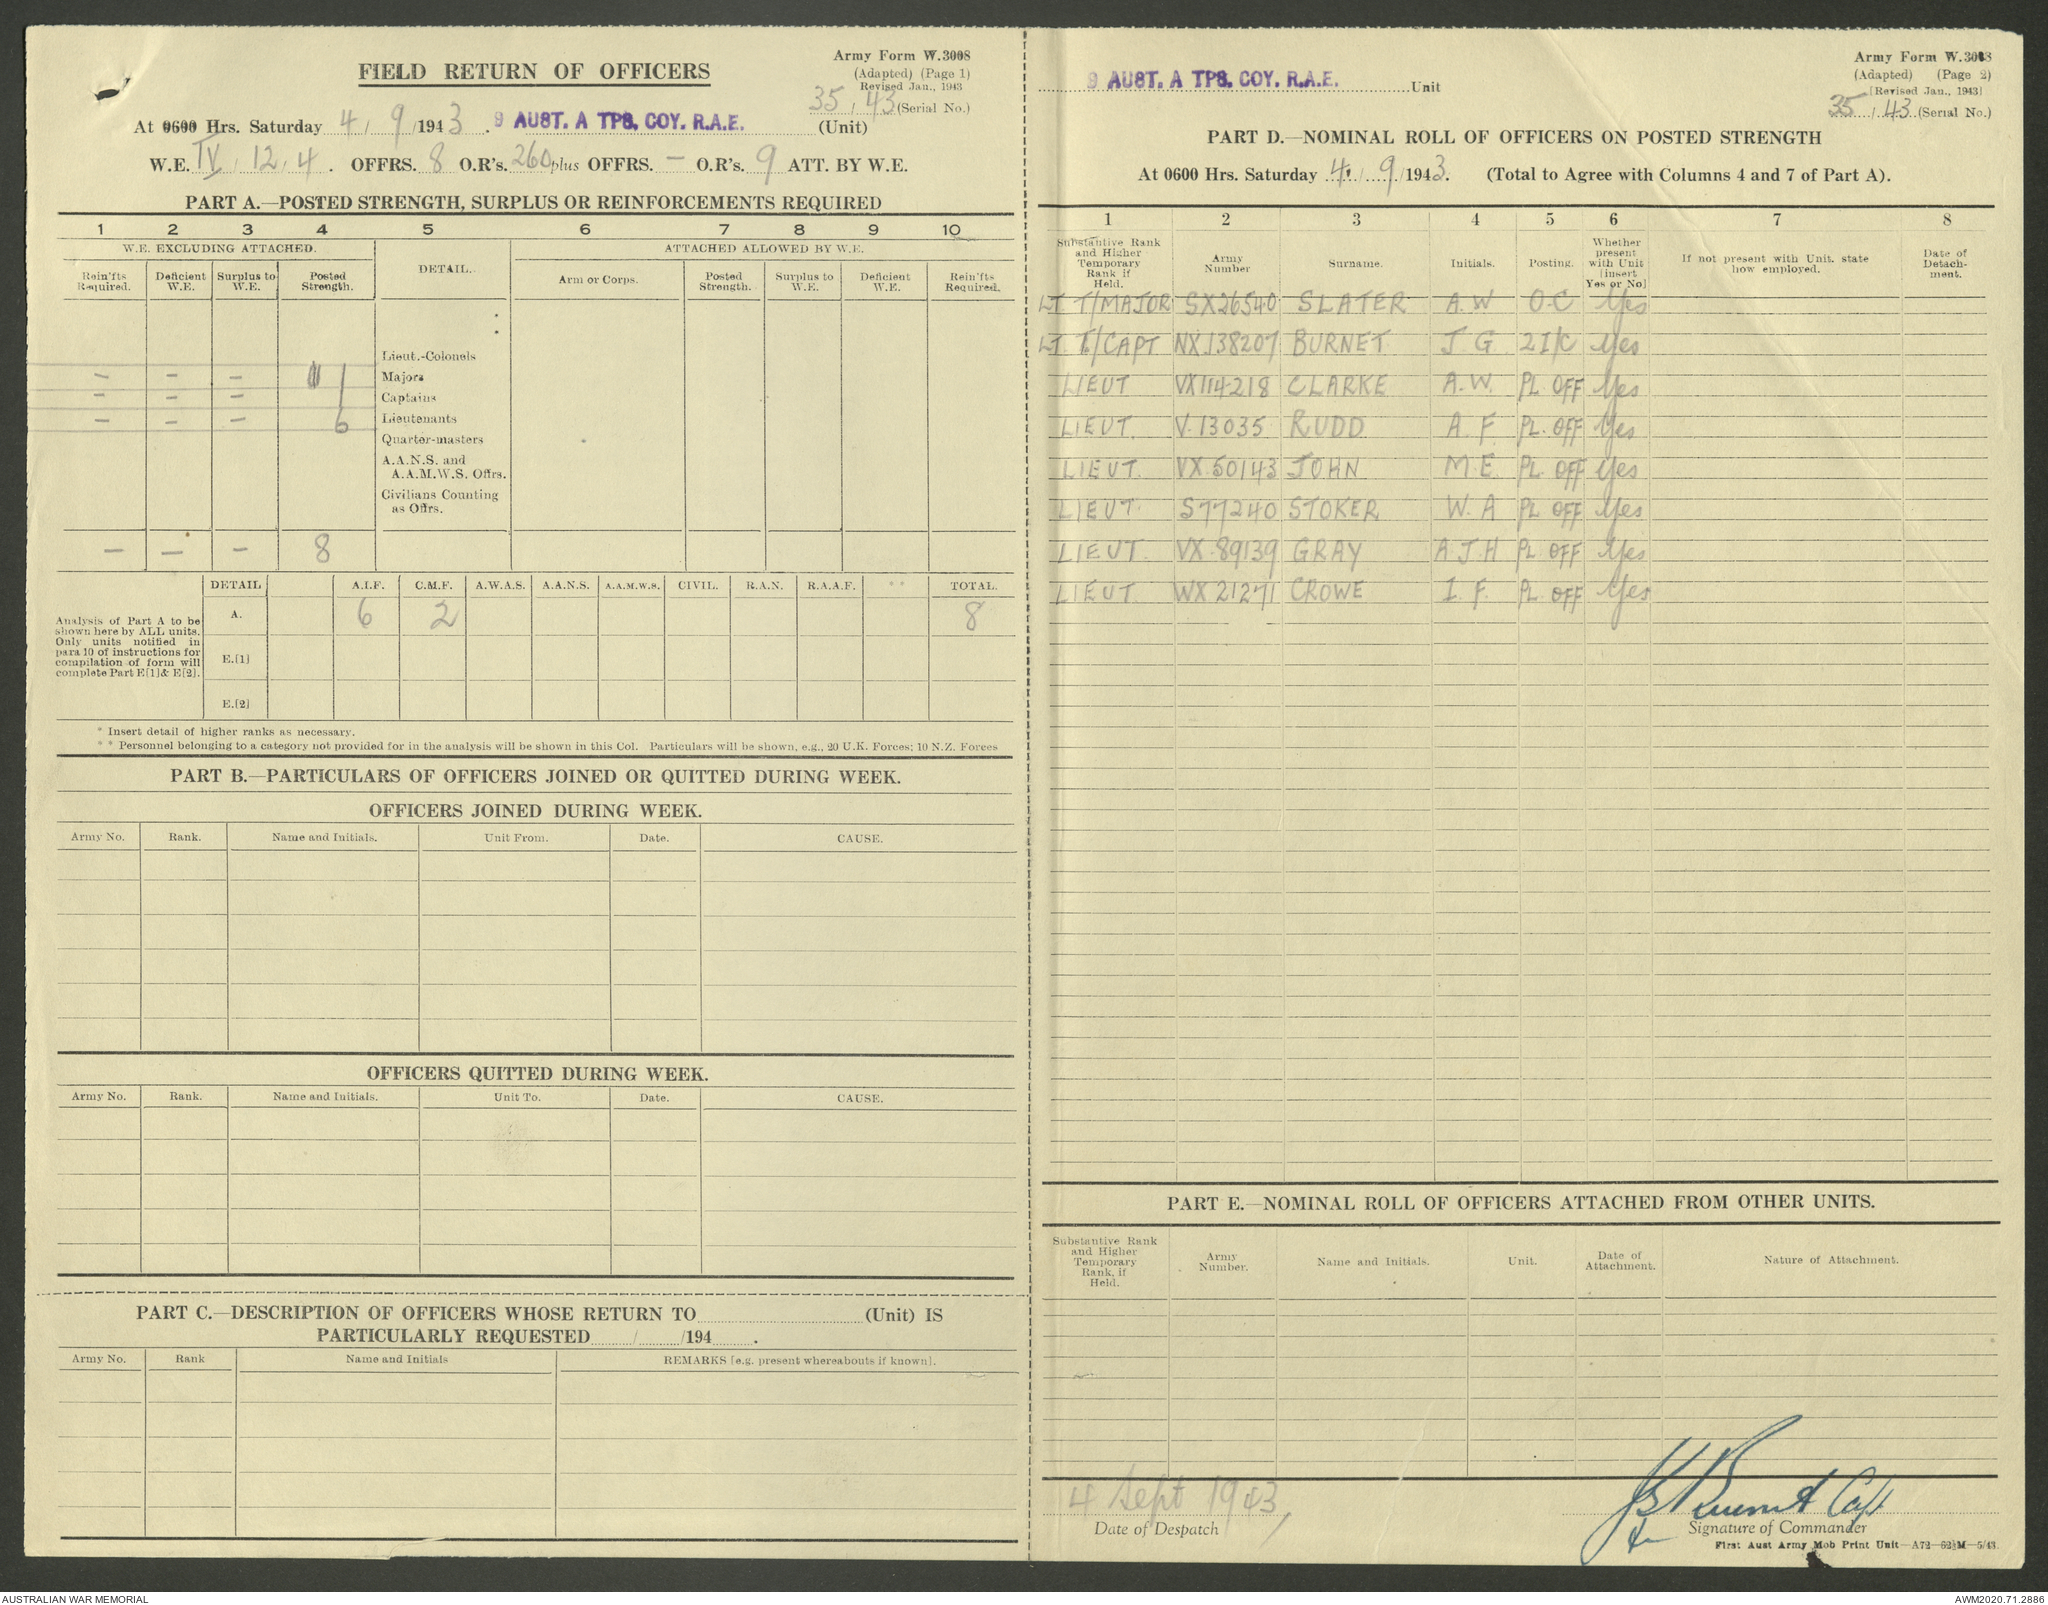 Army Form W.3008
(Adapted) (Page 1)
Revised Jan., 1943
FIELD RETURN OF OFFICERS
35 / 43 (Serial No.)
At 0600 Hrs. Saturday 4 / 9 /1943. 9 AUST. A TPS. COY. R.A.E. (Unit)
W.E. IV / 12 / 4 . OFFRS. 8 O.R's. 260 plus OFFRS. — O.R's. 9 ATT. BY W.E.
PART A.—POSTED STRENGTH, SURPLUS OR REINFORCEMENTS REQUIRED
1 2 3 4 5 6 7 8 9 10
W.E. EXCLUDING ATTACHED. DETAIL. ATTACHED ALLOWED BY W.E.
Rein'fts Required. Deficient W.E. Surplus to W.E. Posted Strength. Arm or Corps. Posted Strength. Surplus to W.E. Deficient W.E. Rein'fts Required.
Lieut.-Colonels
— — — 1 Majors
— — — 1 Captains
— — — 6 Lieutenants
Quarter-masters
A.A.N.S. and
A.A.M.W.S. Offrs.
Civilians Counting
as Offrs.
— — — 8
DETAIL A.I.F. C.M.F. A.W.A.S. A.A.N.S. A.A.M.W.S. CIVIL. R.A.N. R.A.A.F. ** TOTAL.
Analysis of Part A to be
shown here by ALL units.
Only units notified in
para 10 of instructions for
compilation of form will
complete Part E[1] & E[2].
A. 6 2 8
E.[1]
E.[2]
* Insert detail of higher ranks as necessary.
** Personnel belonging to a category not provided for in the analysis will be shown in this Col. Particulars will be shown, e.g., 20 U.K. Forces; 10 N.Z. Forces
PART B.—PARTICULARS OF OFFICERS JOINED OR QUITTED DURING WEEK.
OFFICERS JOINED DURING WEEK.
Army No. Rank. Name and Initials. Unit From. Date. CAUSE.
OFFICERS QUITTED DURING WEEK.
Army No. Rank. Name and Initials. Unit To. Date. CAUSE.
PART C.—DESCRIPTION OF OFFICERS WHOSE RETURN TO (Unit) IS
PARTICULARLY REQUESTED / /194 .
Army No. Rank Name and Initials REMARKS [e.g. present whereabouts if known].
Army Form W.3008
(Adapted) (Page 2)
[Revised Jan., 1943]
9 AUST. A TPS. COY. R.A.E. Unit
35 / 43 (Serial No.)
PART D.—NOMINAL ROLL OF OFFICERS ON POSTED STRENGTH
At 0600 Hrs. Saturday 4 / 9 /1943. (Total to Agree with Columns 4 and 7 of Part A).
1 2 3 4 5 6 7 8
Substantive Rank and Higher Temporary Rank if Held. Army Number Surname. Initials. Posting. Whether present with Unit [insert Yes or No] If not present with Unit, state how employed. Date of Detachment.
LT T/MAJOR SX26540 SLATER A.W O.C Yes
LT. T/CAPT NX.138207 BURNET J G 2I/C Yes
LIEUT VX114218 CLARKE A.W. PL OFF Yes
LIEUT. V.13035 RUDD A.F. PL. OFF Yes
LIEUT. VX.50143 JOHN M.E. PL. OFF Yes
LIEUT. S77240 STOKER W.A PL OFF Yes
LIEUT. VX.89139 GRAY A.J.H PL. OFF Yes
LIEUT. WX 21271 CROWE I.F. PL. OFF Yes
PART E.—NOMINAL ROLL OF OFFICERS ATTACHED FROM OTHER UNITS.
Substantive Rank and Higher Temporary Rank, if Held. Army Number. Name and Initials. Unit. Date of Attachment. Nature of Attachment.
4 Sept 1943,
Date of Despatch
JG Burnet Capt
Signature of Commander
First Aust Army Mob Print Unit—A72—62½M—5/43.
AUSTRALIAN WAR MEMORIAL
AWM2020.71.2886